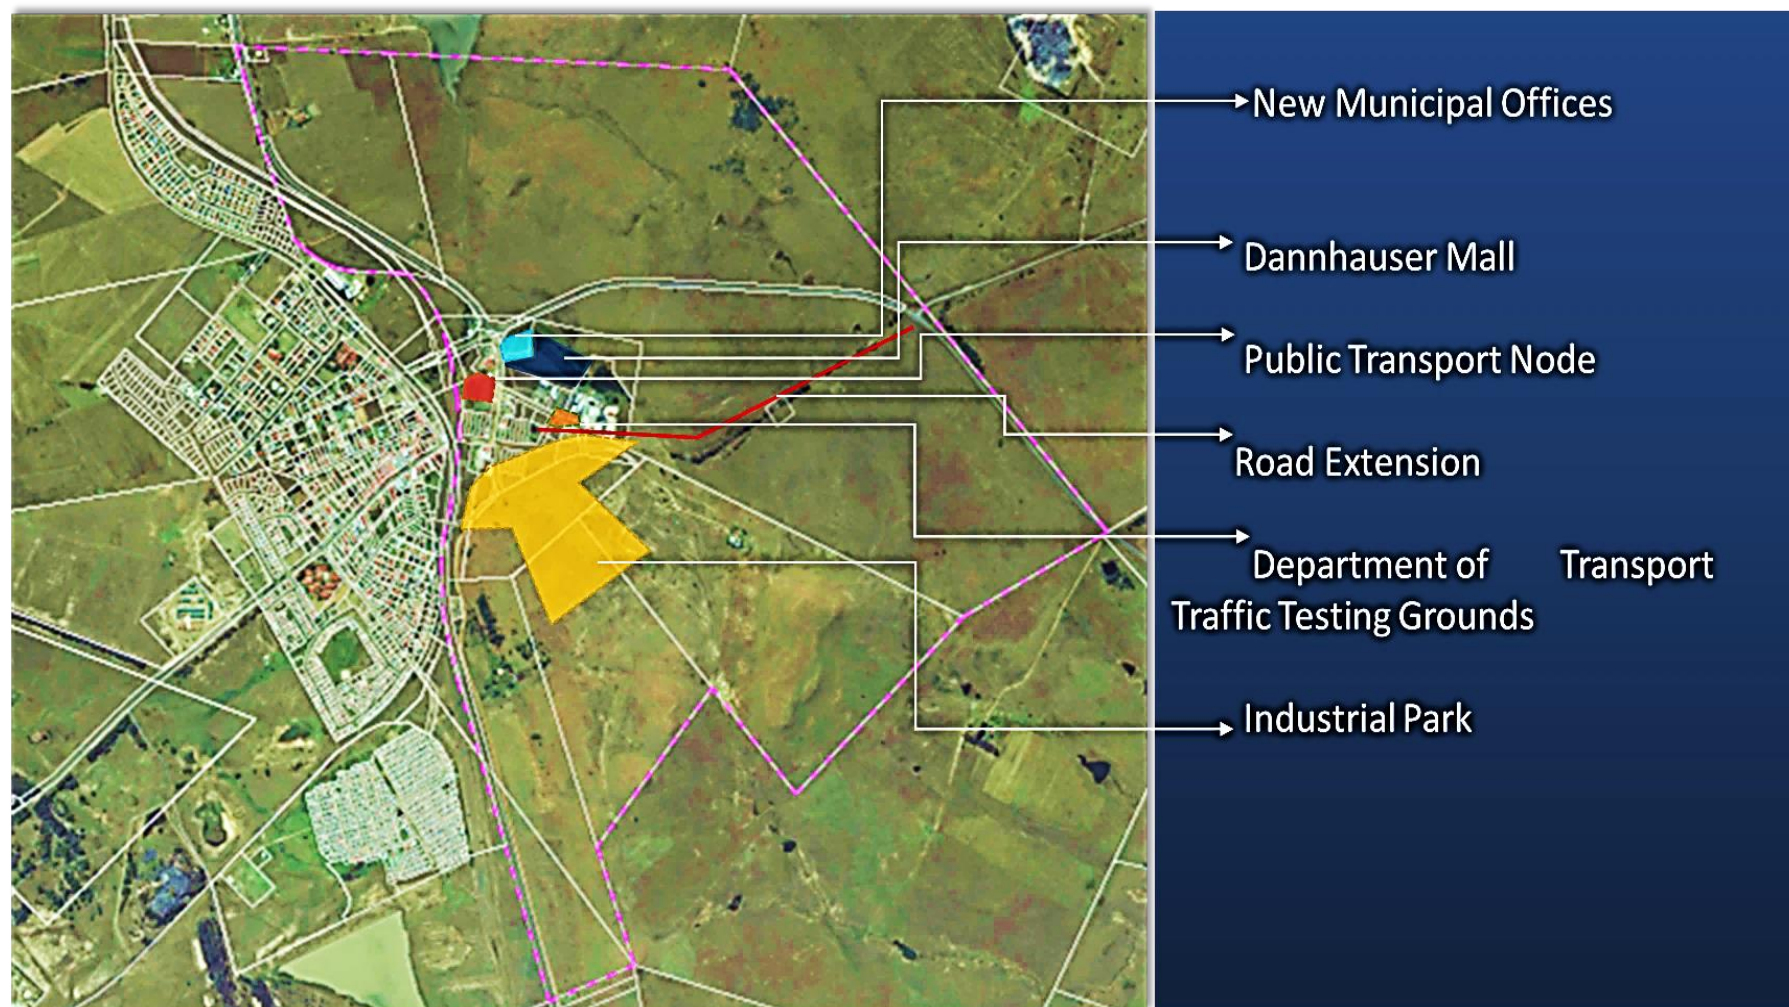 New Municipal Offices
Dannhauser Mall
Public Transport Node
Road Extension
Department of Transport
Traffic Testing Grounds
Industrial Park